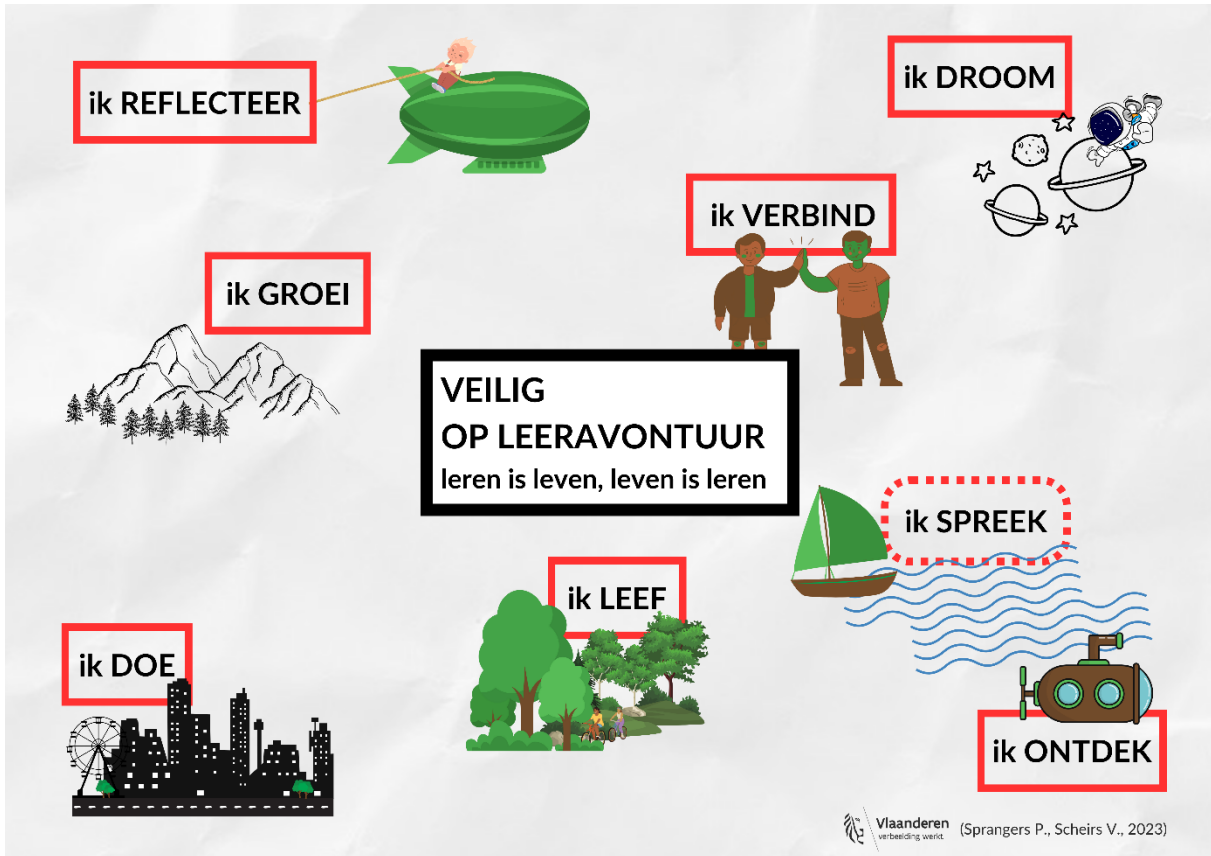 ik REFLECTEER
ik DROOM
ik VERBIND
ik GROEI
VEILIG
OP LEERAVONTUUR
leren is leven, leven is leren
ik SPREEK
ik LEEF
ik DOE
ik ONTDEK
Vlaanderen
verbeelding werkt
(Sprangers P., Scheirs V., 2023)